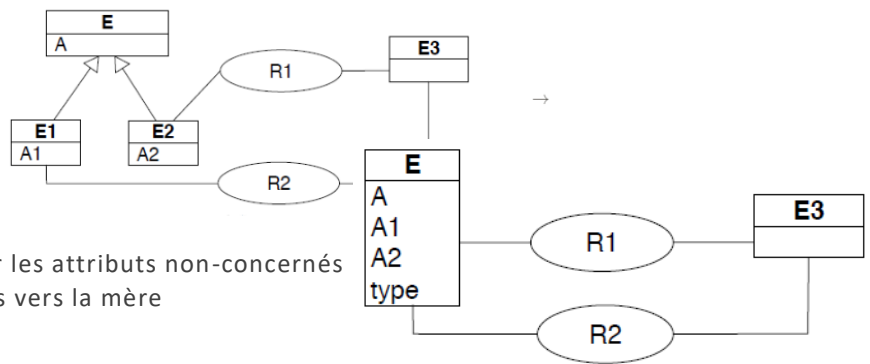 E
A
R1
E3
→
E1
A1
E2
A2
R2
E
A
A1
A2
type
R1
E3
R2
les attributs non-concernés
vers la mère